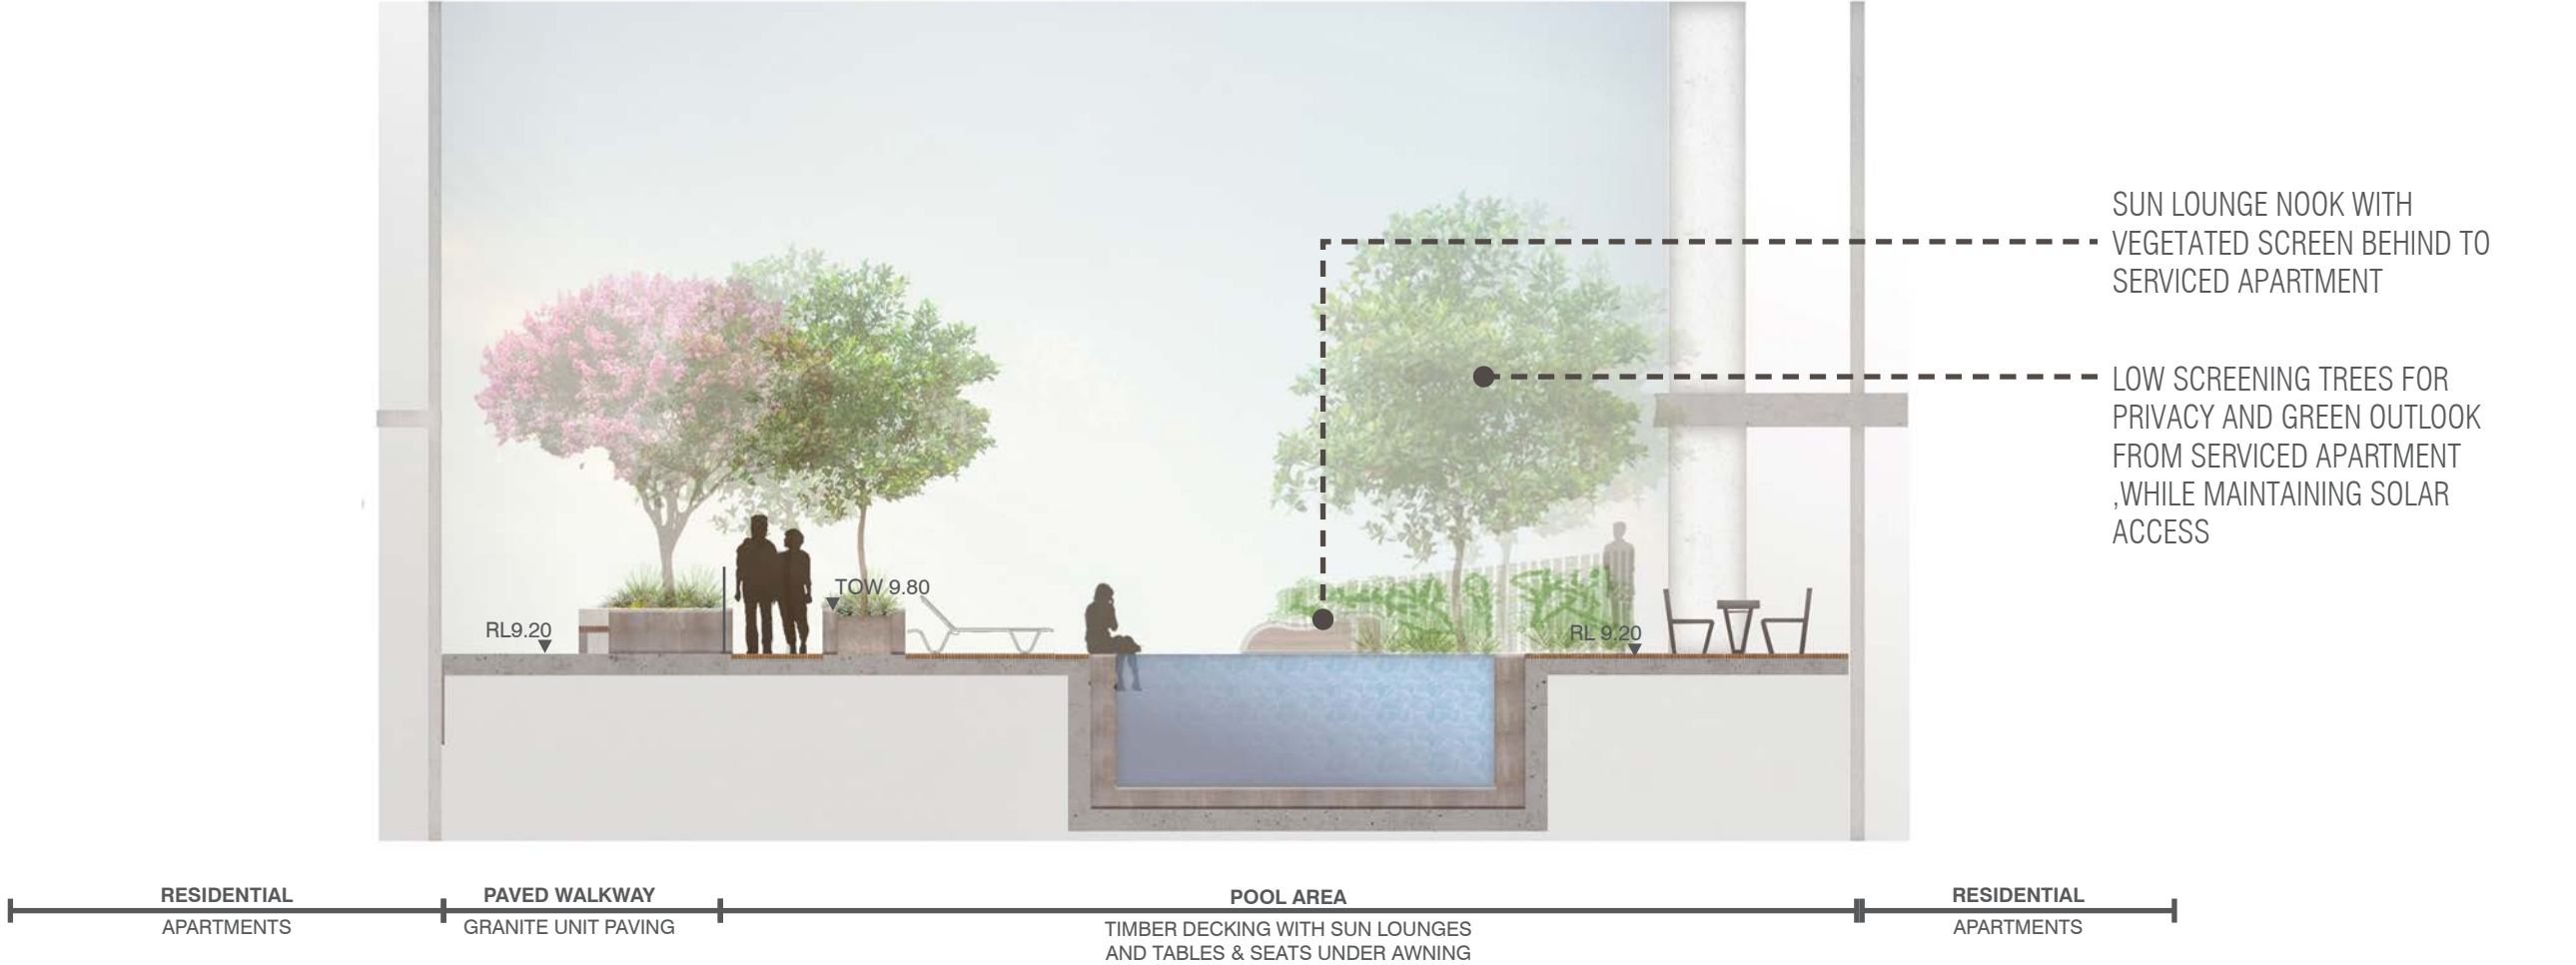 SUN LOUNGE NOOK WITH
VEGETATED SCREEN BEHIND TO
SERVICED APARTMENT
LOW SCREENING TREES FOR
PRIVACY AND GREEN OUTLOOK
FROM SERVICED APARTMENT
,WHILE MAINTAINING SOLAR
ACCESS
TOW 9.80
RL9.20
RL 9.20
RESIDENTIAL
APARTMENTS
PAVED WALKWAY
GRANITE UNIT PAVING
POOL AREA
TIMBER DECKING WITH SUN LOUNGES
AND TABLES & SEATS UNDER AWNING
RESIDENTIAL
APARTMENTS